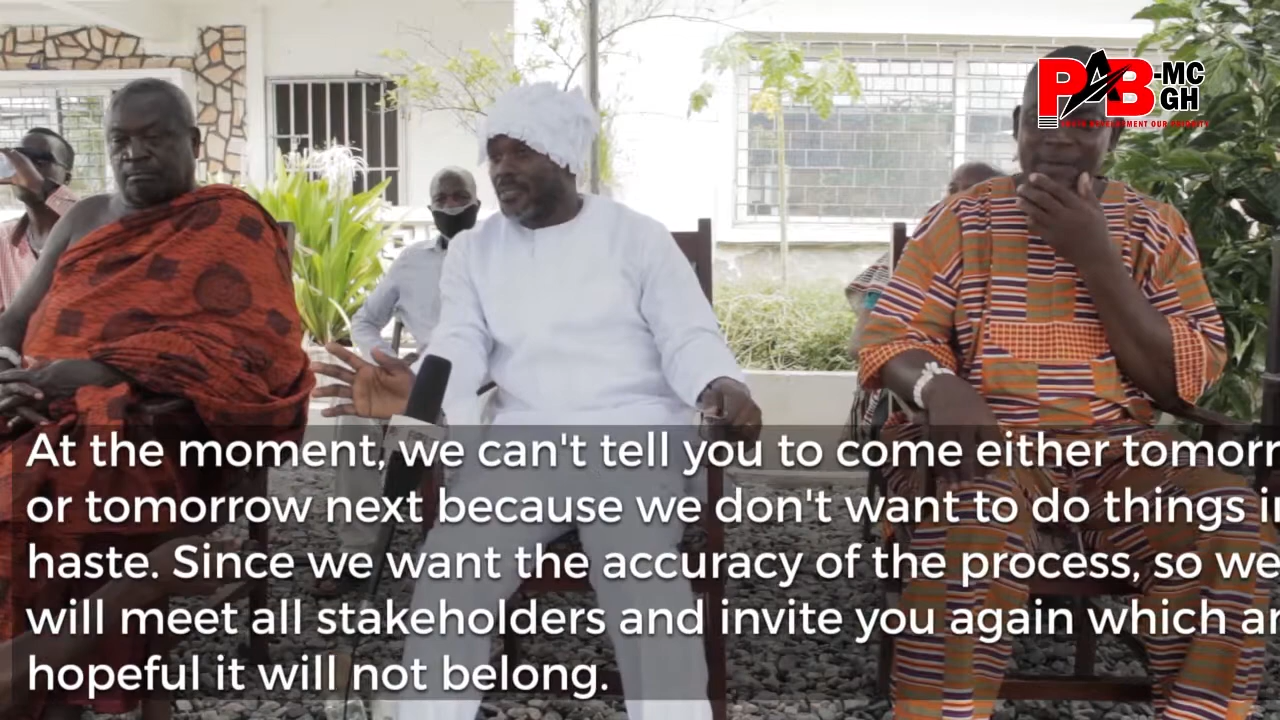 PAB-MC
GH
At the moment, we can't tell you to come either tomorr
or tomorrow next because we don't want to do things in
haste. Since we want the accuracy of the process, so we
will meet all stakeholders and invite you again which ar
hopeful it will not belong.